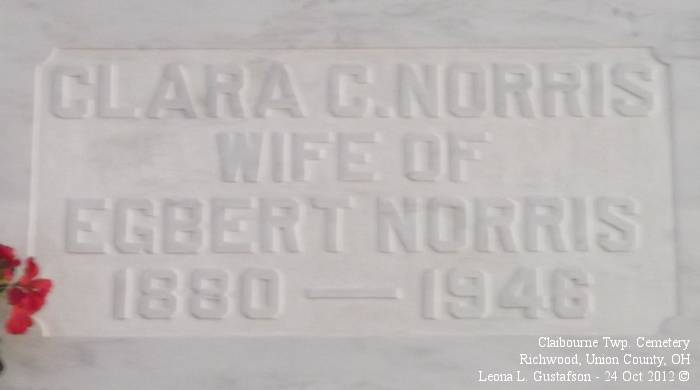 CLARA C. NORRIS
WIFE OF
EGBERT NORRIS
1880 — 1946
Claibourne Twp. Cemetery
Richwood, Union County, OH
Leona L. Gustafson - 24 Oct 2012 ©